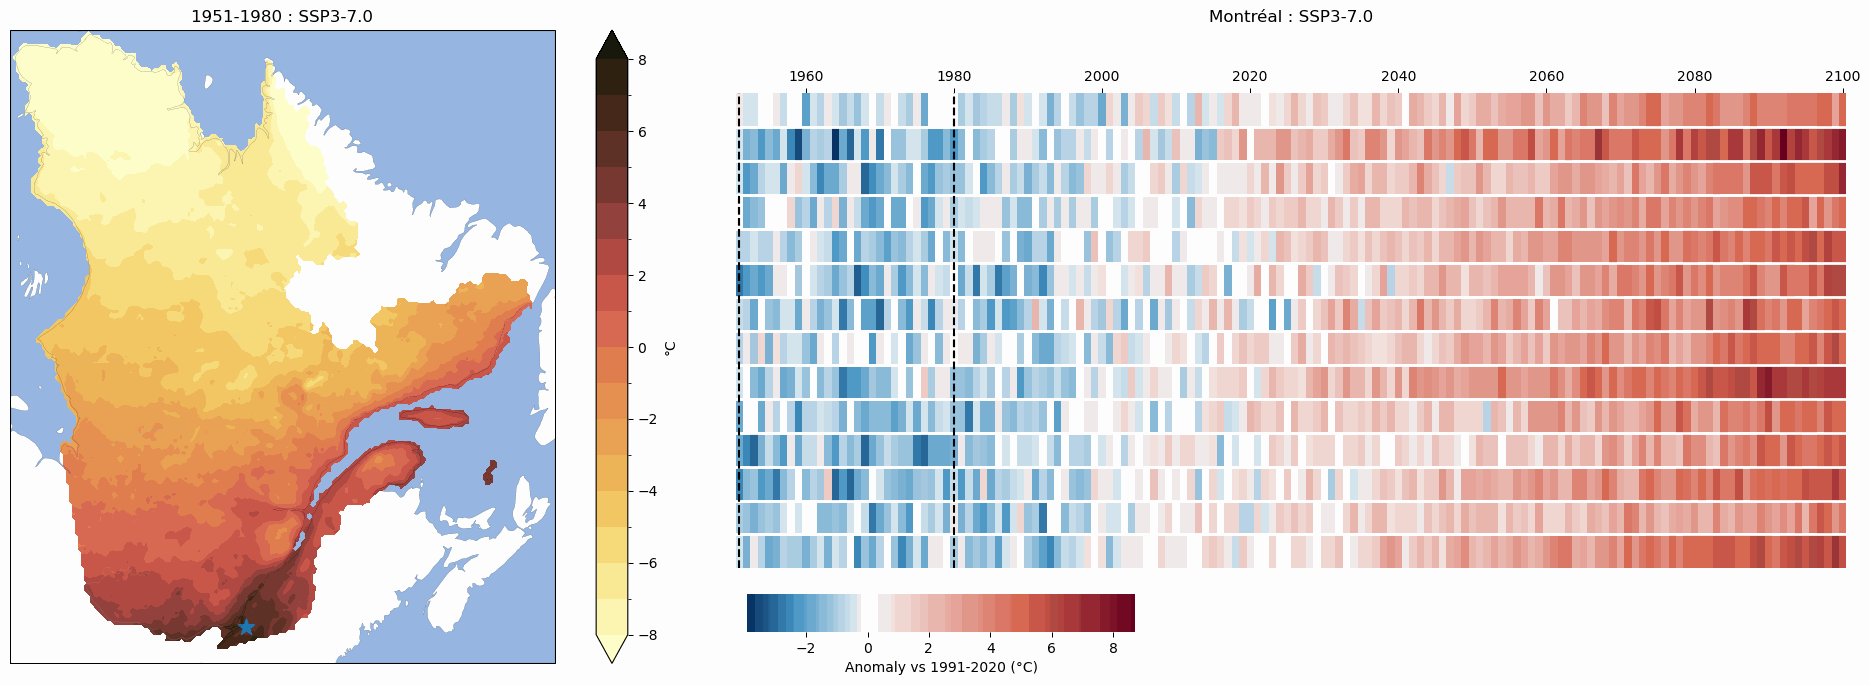 1951-1980 : SSP3-7.0
8
6
4
2
0
−2
−4
−6
−8
°C
Montréal : SSP3-7.0
1960 1980 2000 2020 2040 2060 2080 2100
−2 0 2 4 6 8
Anomaly vs 1991-2020 (°C)